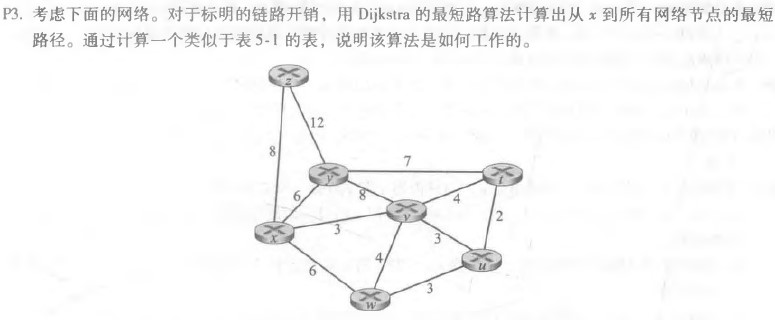 P3. 考虑下面的网络。对于标明的链路开销，用 Dijkstra 的最短路算法计算出从 x 到所有网络节点的最短
路径。通过计算一个类似于表 5-1 的表，说明该算法是如何工作的。
z
12
8
7
y
t
6
8
4
v
3
2
x
3
u
4
6
3
w